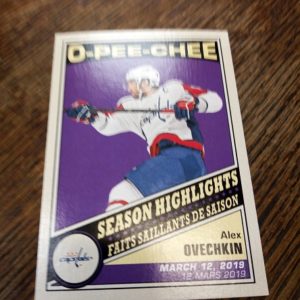 O-PEE-CHEE
SEASON HIGHLIGHTS
FAITS SAILLANTS DE SAISON
Alex
OVECHKIN
MARCH 12, 2019
12 MARS 2019